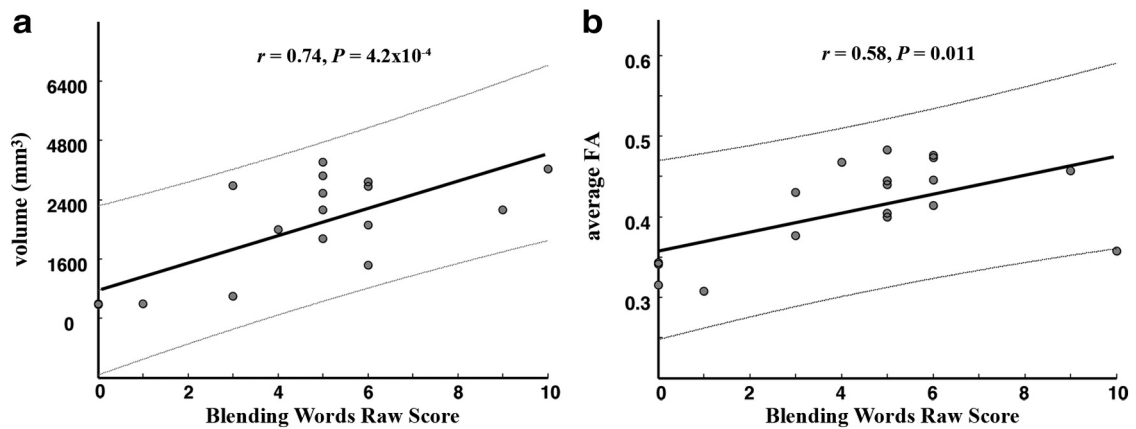 a
r = 0.74, P = 4.2x10⁻⁴
volume (mm³)
6400
4800
2400
1600
0
0 2 4 6 8 10
Blending Words Raw Score
b
r = 0.58, P = 0.011
average FA
0.6
0.5
0.4
0.3
0 2 4 6 8 10
Blending Words Raw Score